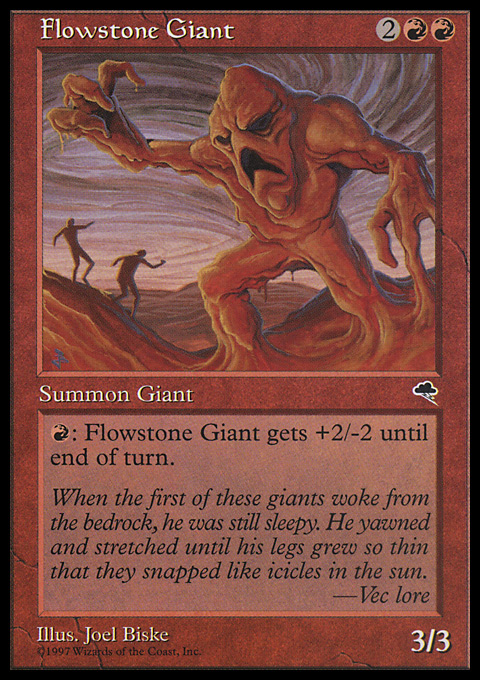 Flowstone Giant 2
Summon Giant
: Flowstone Giant gets +2/-2 until
end of turn.
When the first of these giants woke from
the bedrock, he was still sleepy. He yawned
and stretched until his legs grew so thin
that they snapped like icicles in the sun.
—Vec lore
Illus. Joel Biske
©1997 Wizards of the Coast, Inc.
3/3